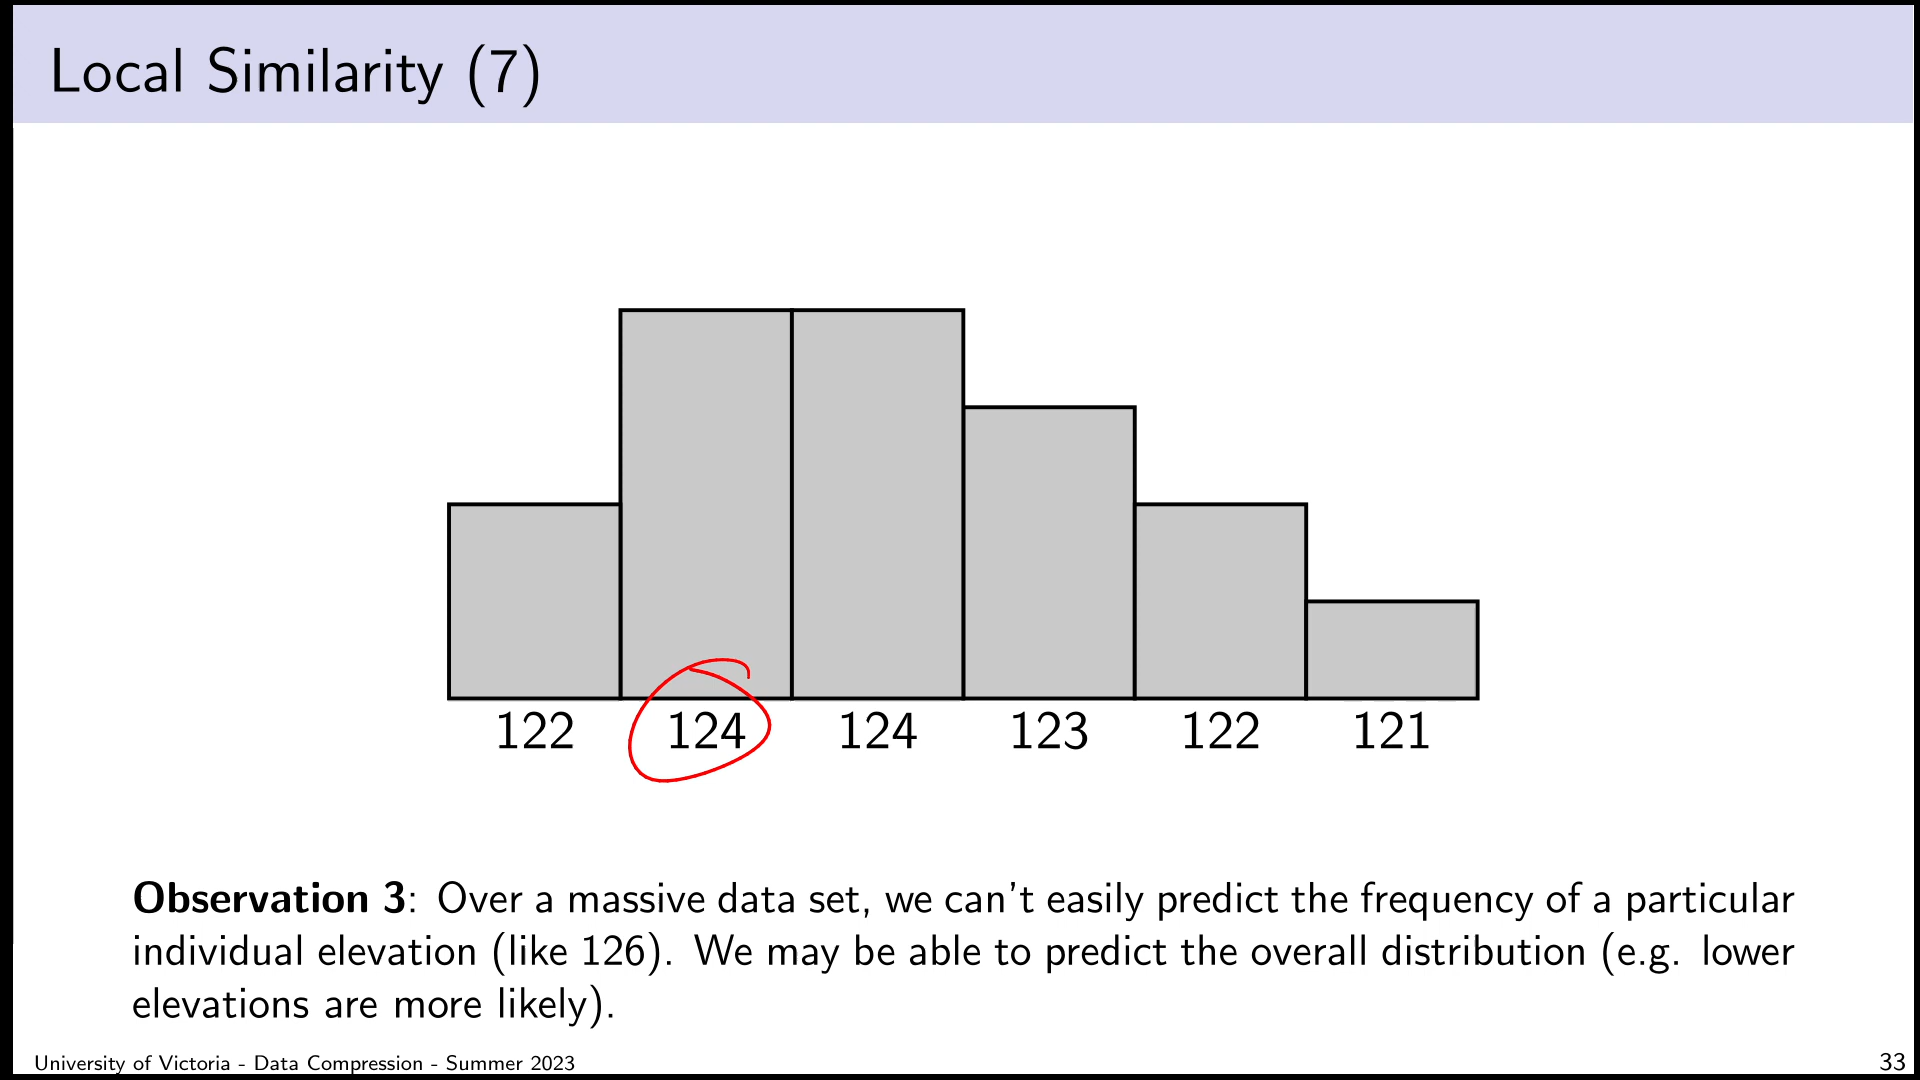 Local Similarity (7)
122 124 124 123 122 121
Observation 3: Over a massive data set, we can't easily predict the frequency of a particular
individual elevation (like 126). We may be able to predict the overall distribution (e.g. lower
elevations are more likely).
University of Victoria - Data Compression - Summer 2023 33